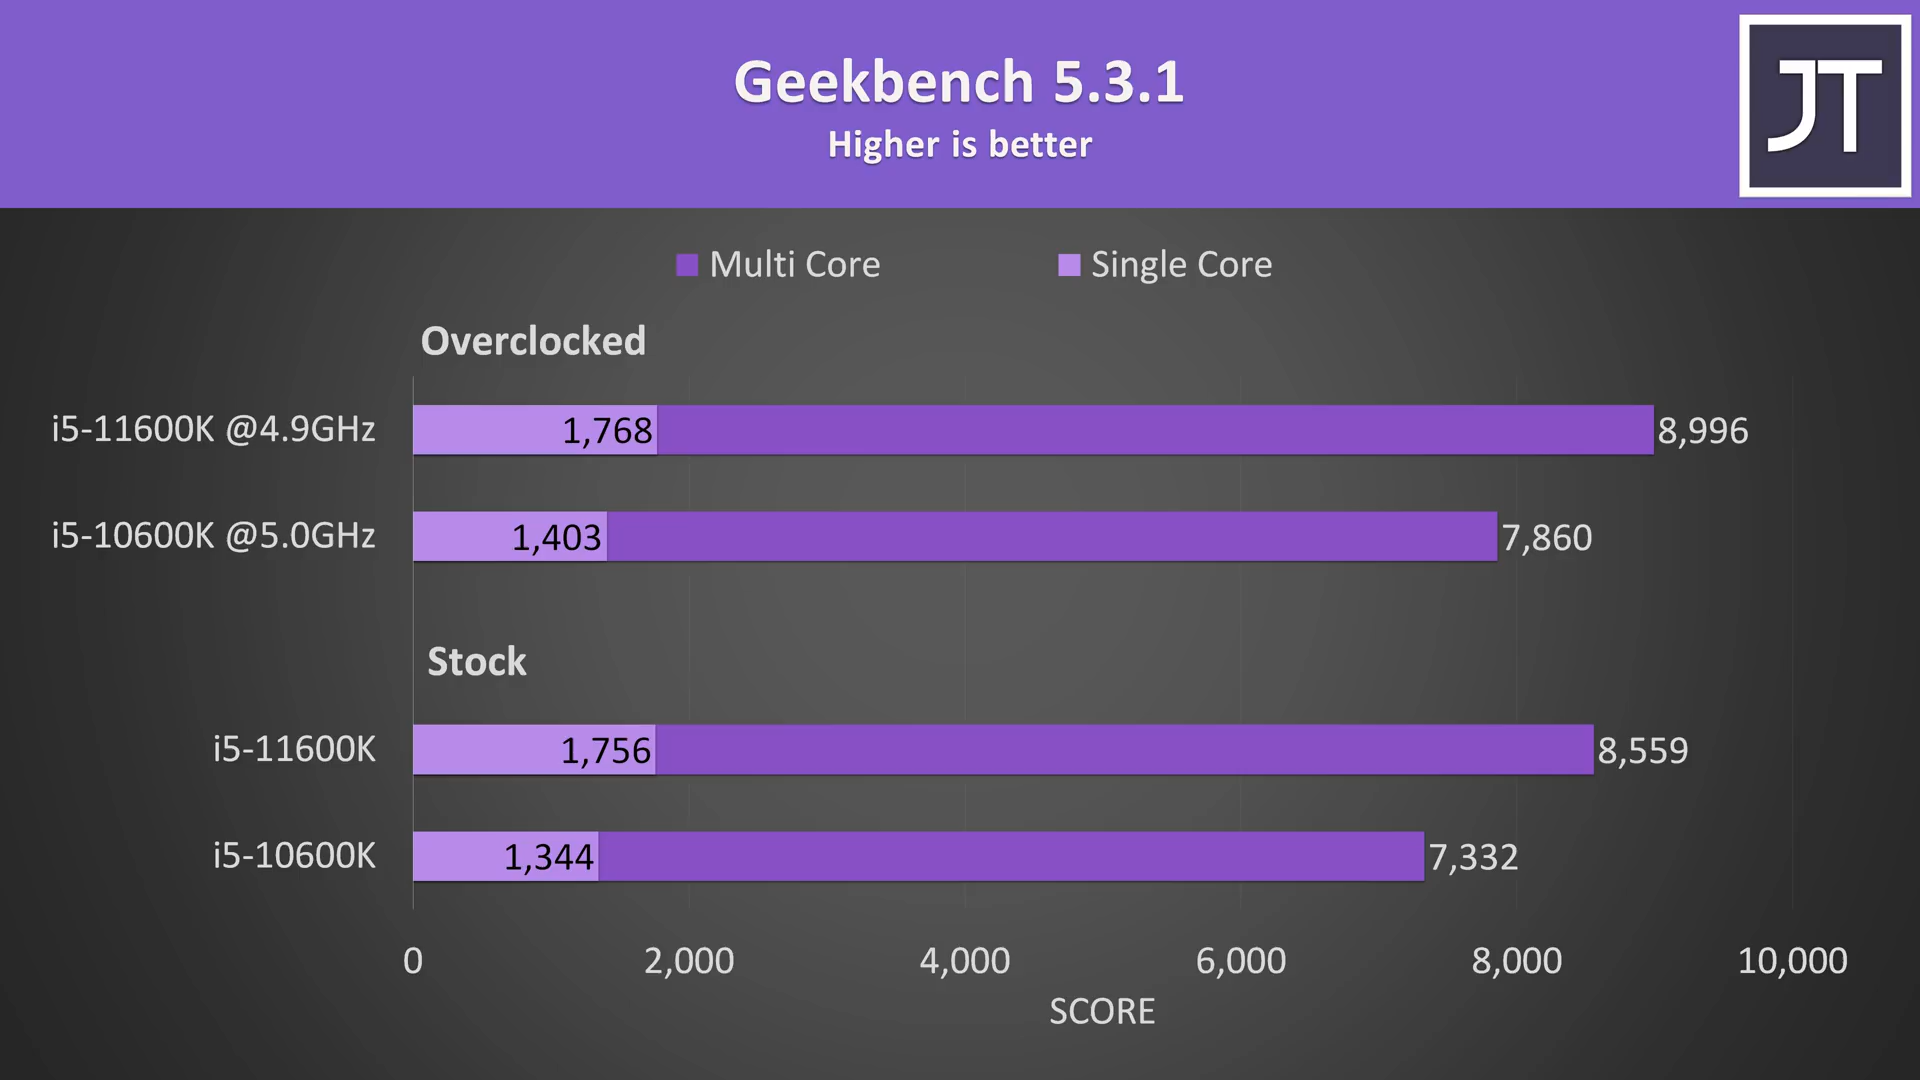 Geekbench 5.3.1
Higher is better
JT
Multi Core
Single Core
Overclocked
i5-11600K @4.9GHz 1,768 8,996
i5-10600K @5.0GHz 1,403 7,860
Stock
i5-11600K 1,756 8,559
i5-10600K 1,344 7,332
0 2,000 4,000 6,000 8,000 10,000
SCORE